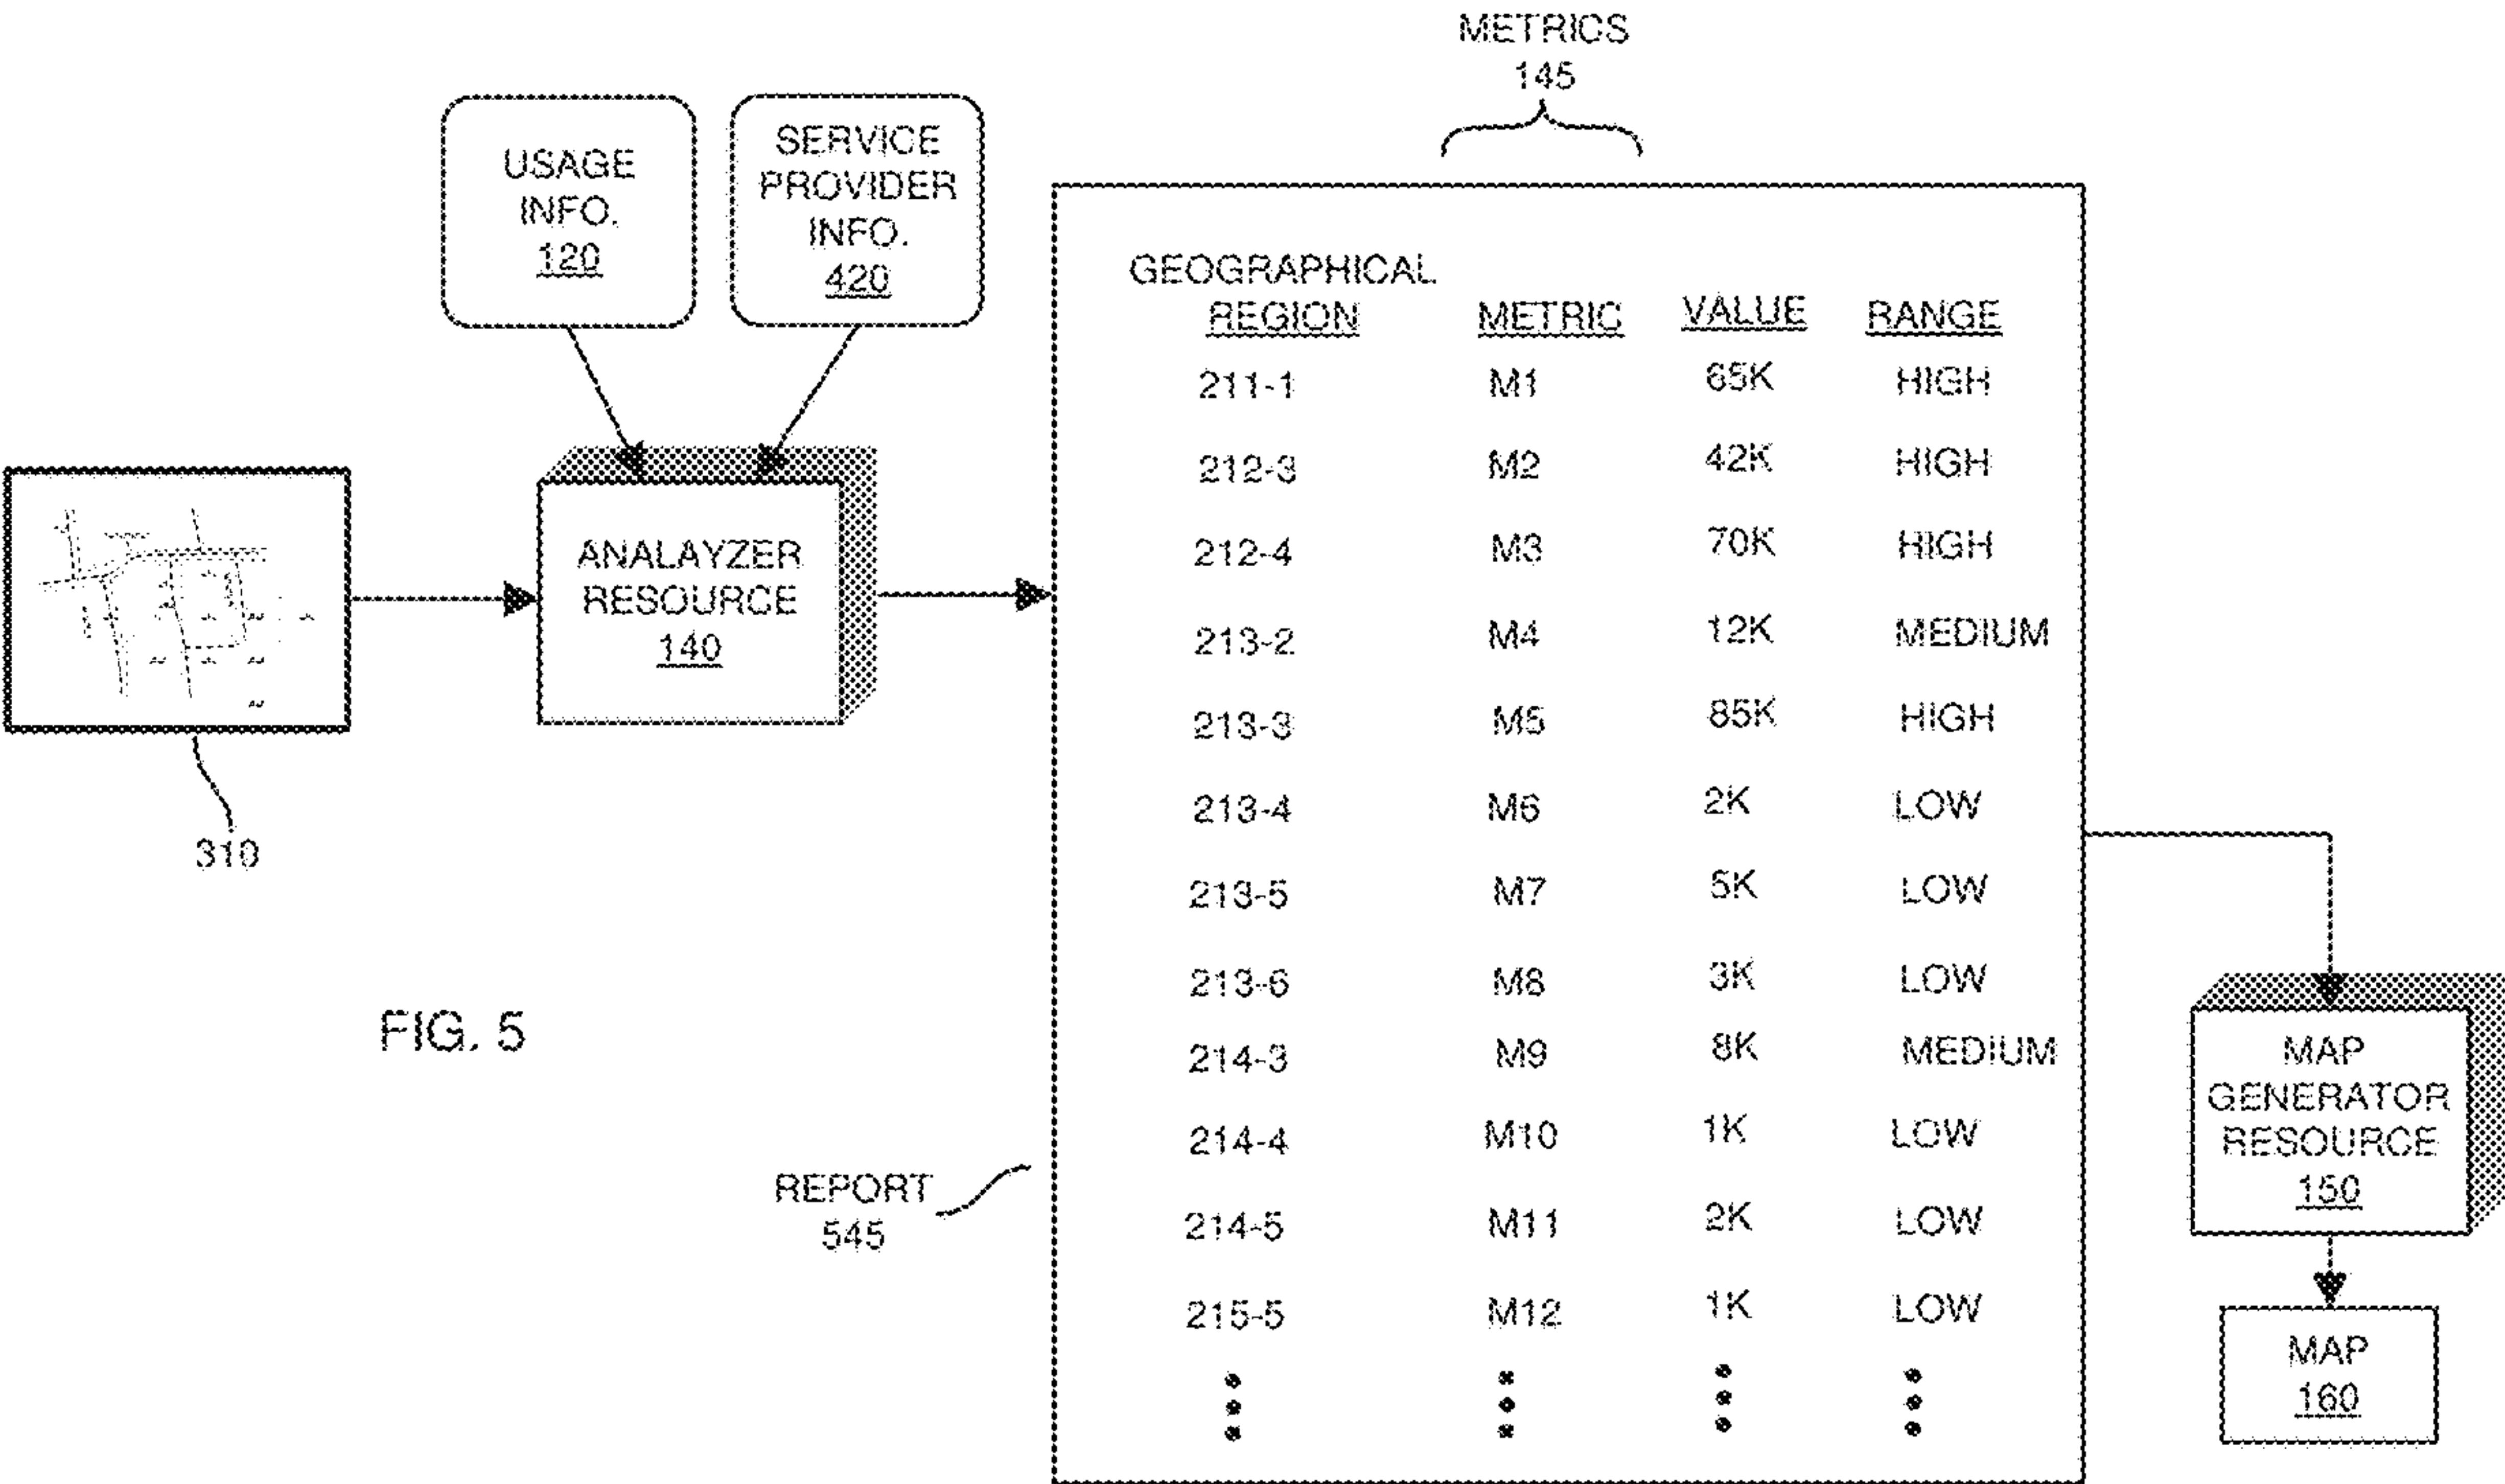 METRICS
145
USAGE
INFO.
120
SERVICE
PROVIDER
INFO.
420
GEOGRAPHICAL
REGION METRIC VALUE RANGE
211-1 M1 65K HIGH
212-3 M2 42K HIGH
212-4 M3 70K HIGH
213-2 M4 12K MEDIUM
213-3 M5 85K HIGH
213-4 M6 2K LOW
213-5 M7 5K LOW
213-6 M8 3K LOW
214-3 M9 8K MEDIUM
214-4 M10 1K LOW
214-5 M11 2K LOW
215-5 M12 1K LOW
ANALAYZER
RESOURCE
140
310
FIG. 5
REPORT
545
MAP
GENERATOR
RESOURCE
150
MAP
160